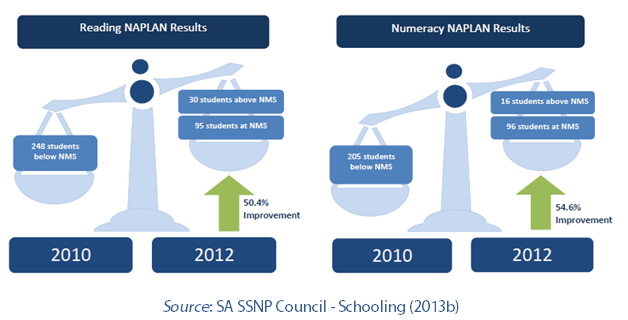 Reading NAPLAN Results
30 students above NMS
95 students at NMS
248 students
below NMS
50.4%
Improvement
2010
2012
Numeracy NAPLAN Results
16 students above NMS
96 students at NMS
205 students
below NMS
54.6%
Improvement
2010
2012
Source: SA SSNP Council - Schooling (2013b)